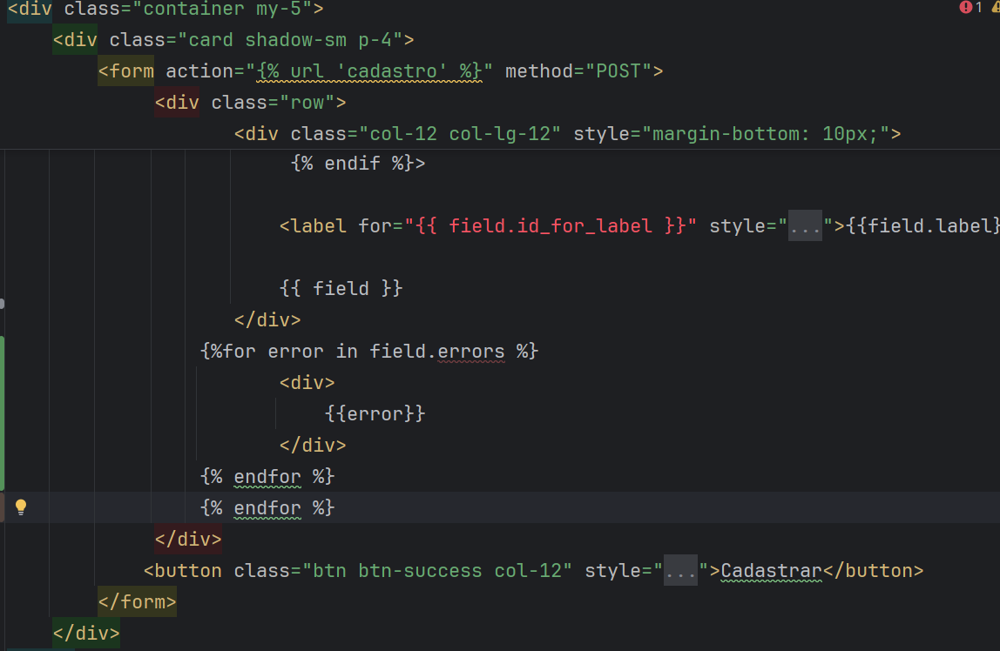 <div class="container my-5">
1
<div class="card shadow-sm p-4">
<form action="{% url 'cadastro' %}" method="POST">
<div class="row">
<div class="col-12 col-lg-12" style="margin-bottom: 10px;">
{% endif %}>
<label for="{{ field.id_for_label }}" style="...">{{field.label}
{{ field }}
</div>
{%for error in field.errors %}
<div>
{{error}}
</div>
{% endfor %}
{% endfor %}
</div>
<button class="btn btn-success col-12" style="...">Cadastrar</button>
</form>
</div>